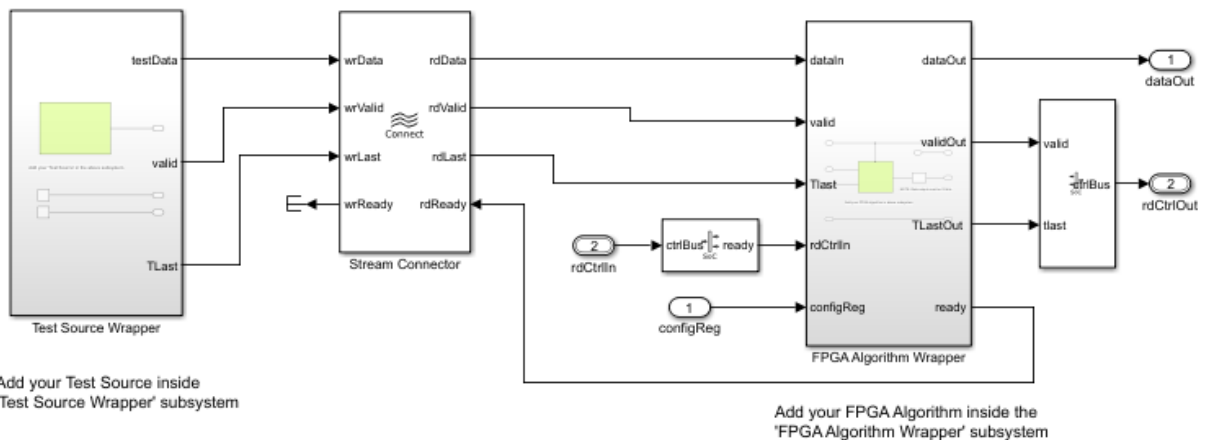 testData
valid
TLast
Test Source Wrapper
wrData
wrValid
wrLast
wrReady
rdData
rdValid
rdLast
rdReady
Connect
Stream Connector
2
rdCtrlIn
ctrlBus
ready
SoC
1
configReg
dataIn
valid
Tlast
rdCtrlIn
configReg
dataOut
validOut
TLastOut
ready
FPGA Algorithm Wrapper
valid
tlast
ctrlBus
SoC
1
dataOut
2
rdCtrlOut
Add your Test Source inside
'Test Source Wrapper' subsystem
Add your FPGA Algorithm inside the
'FPGA Algorithm Wrapper' subsystem